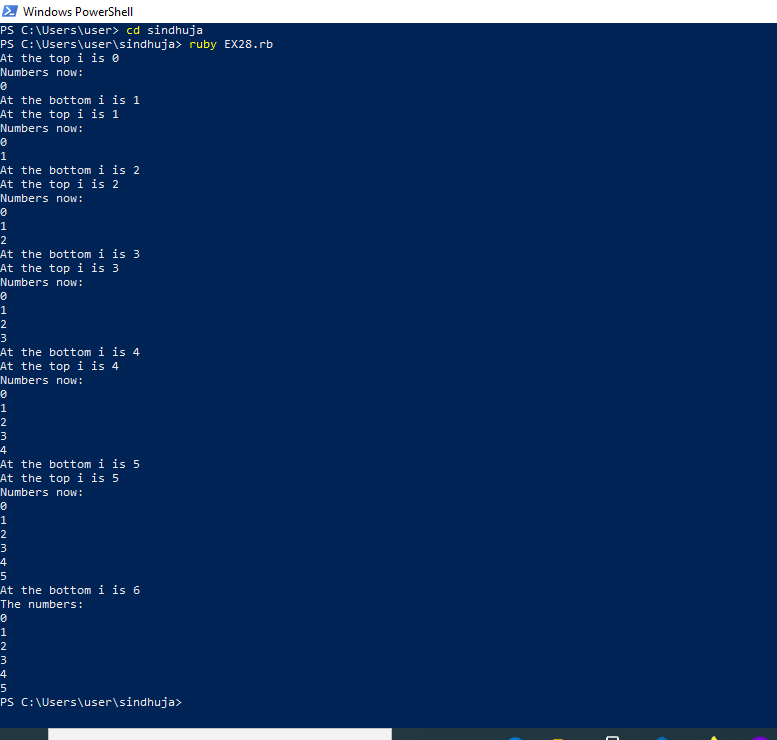 Windows PowerShell
PS C:\Users\user> cd sindhuja
PS C:\Users\user\sindhuja> ruby EX28.rb
At the top i is 0
Numbers now:
0
At the bottom i is 1
At the top i is 1
Numbers now:
0
1
At the bottom i is 2
At the top i is 2
Numbers now:
0
1
2
At the bottom i is 3
At the top i is 3
Numbers now:
0
1
2
3
At the bottom i is 4
At the top i is 4
Numbers now:
0
1
2
3
4
At the bottom i is 5
At the top i is 5
Numbers now:
0
1
2
3
4
5
At the bottom i is 6
The numbers:
0
1
2
3
4
5
PS C:\Users\user\sindhuja>